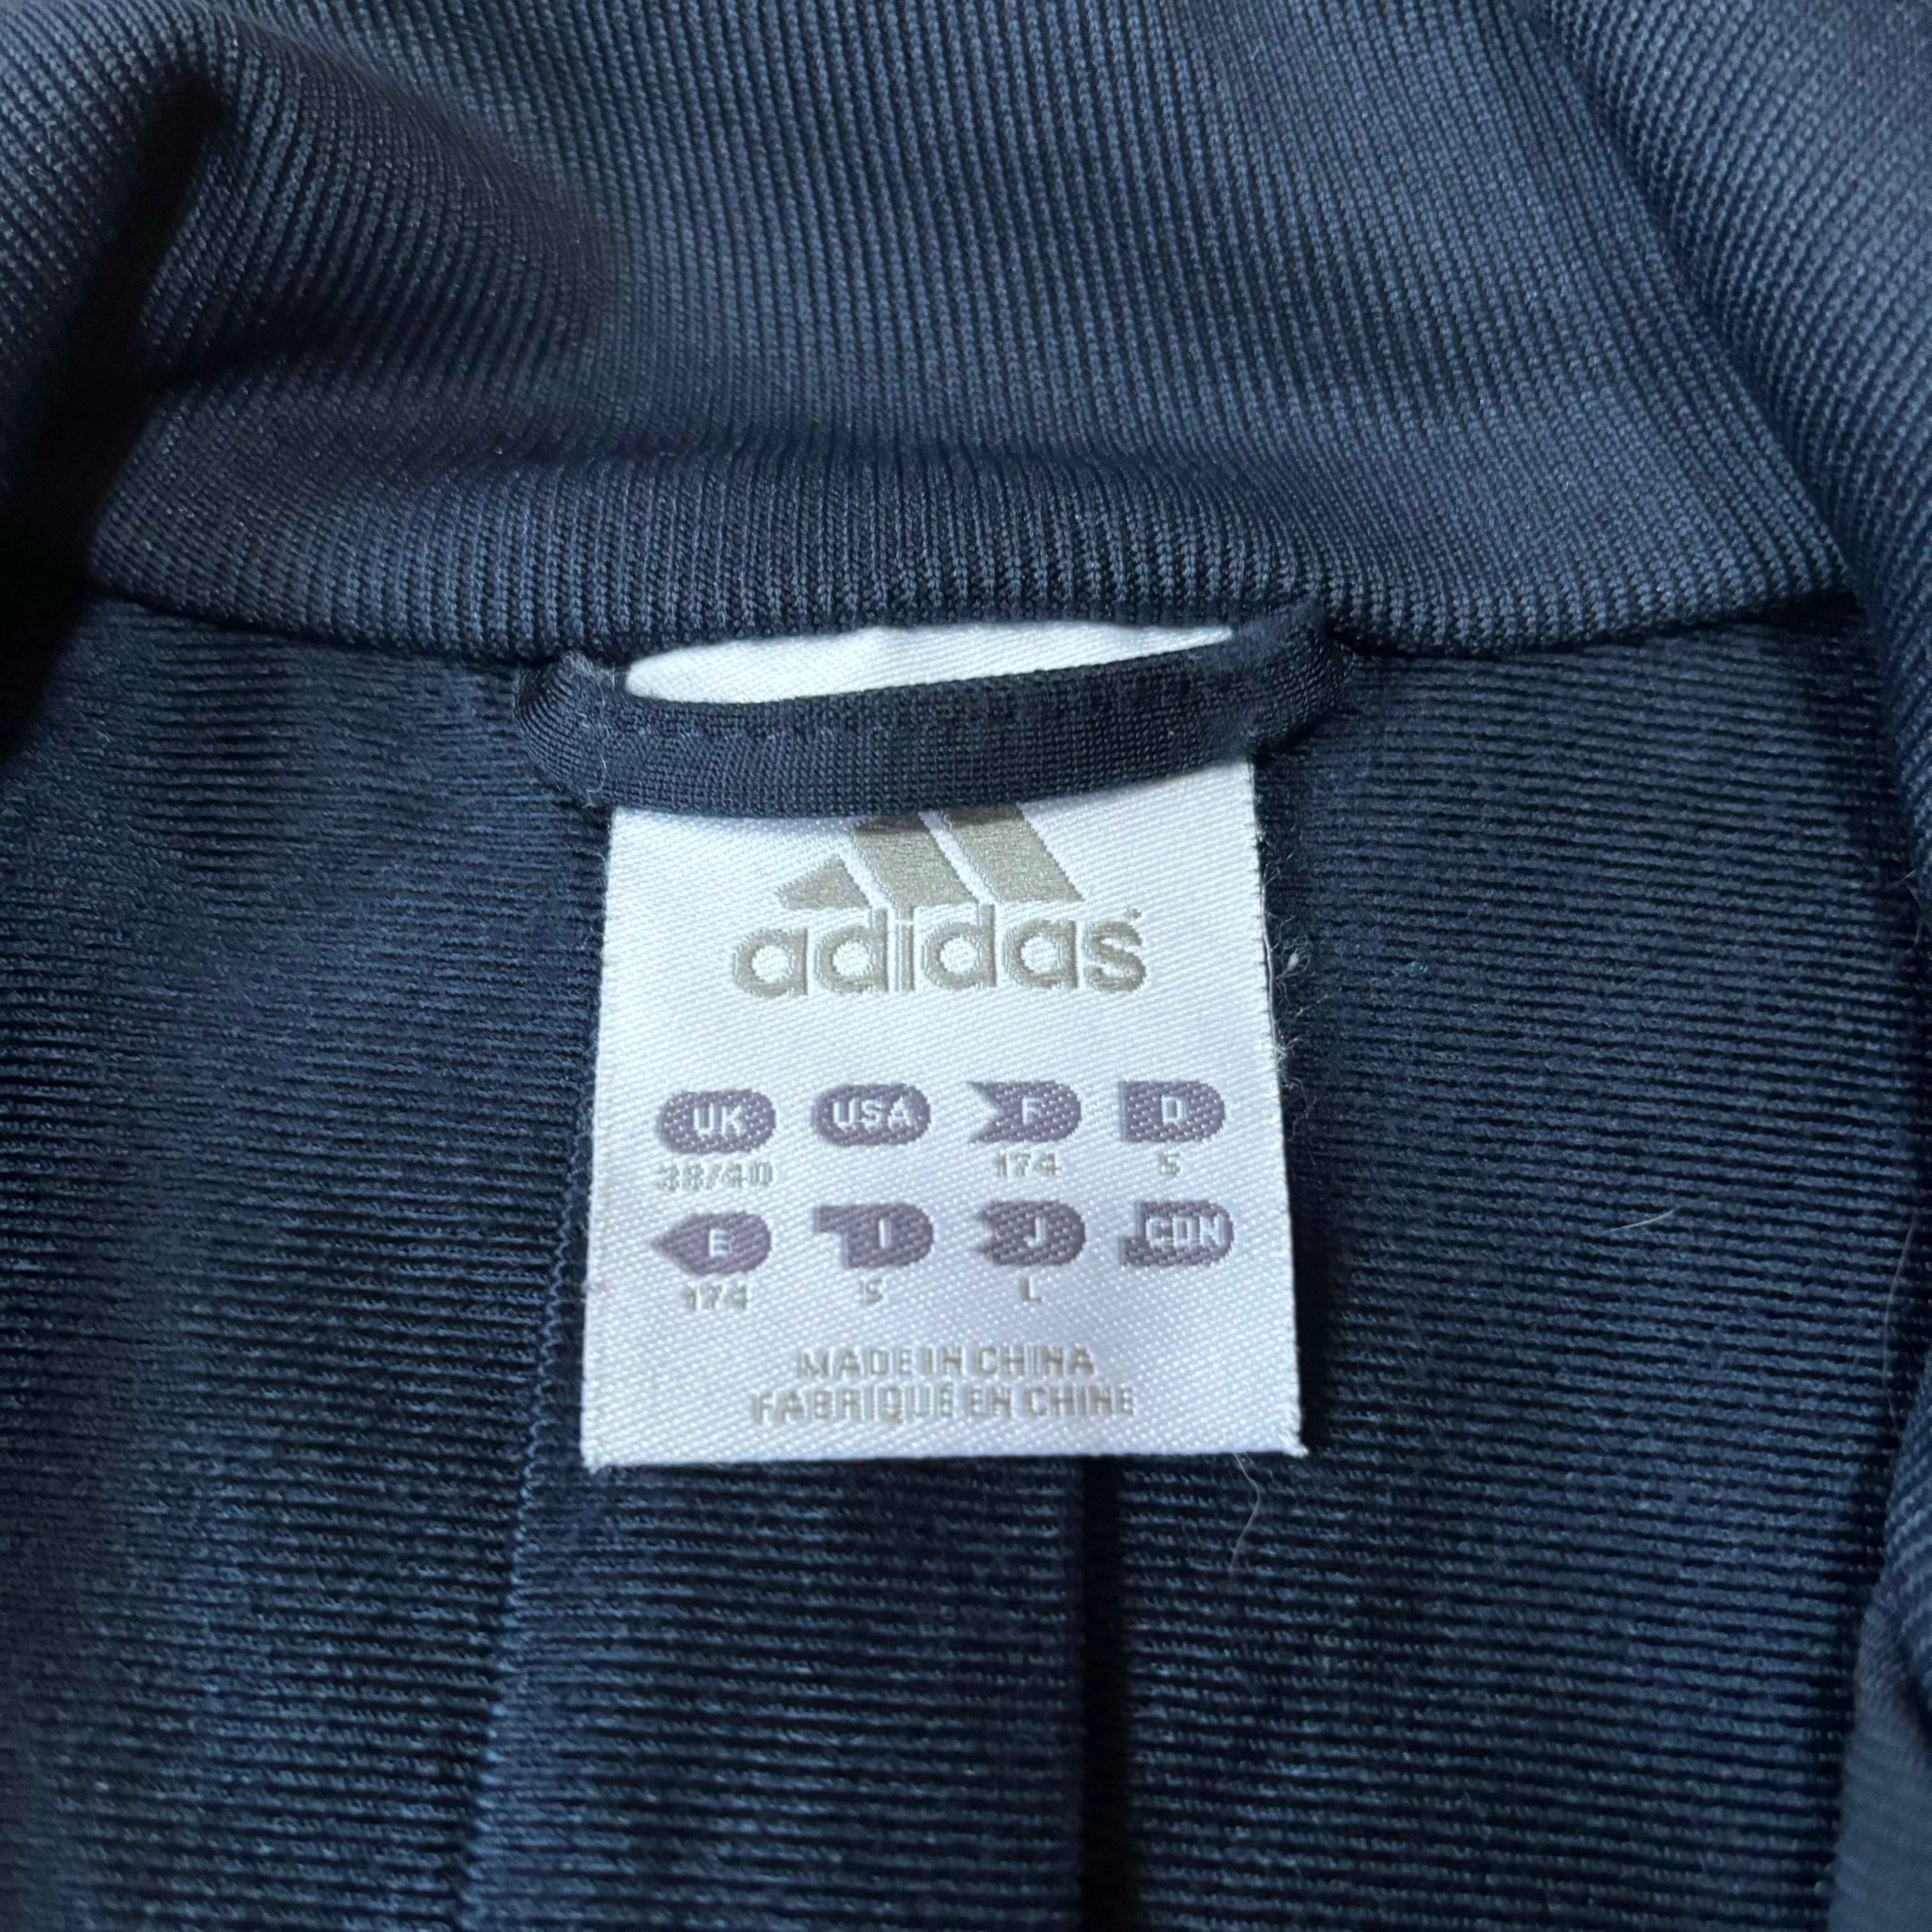 adidas
UK USA F D
38/40 174 5
E I J CDN
174 S L
MADE IN CHINA
FABRIQUÉ EN CHINE